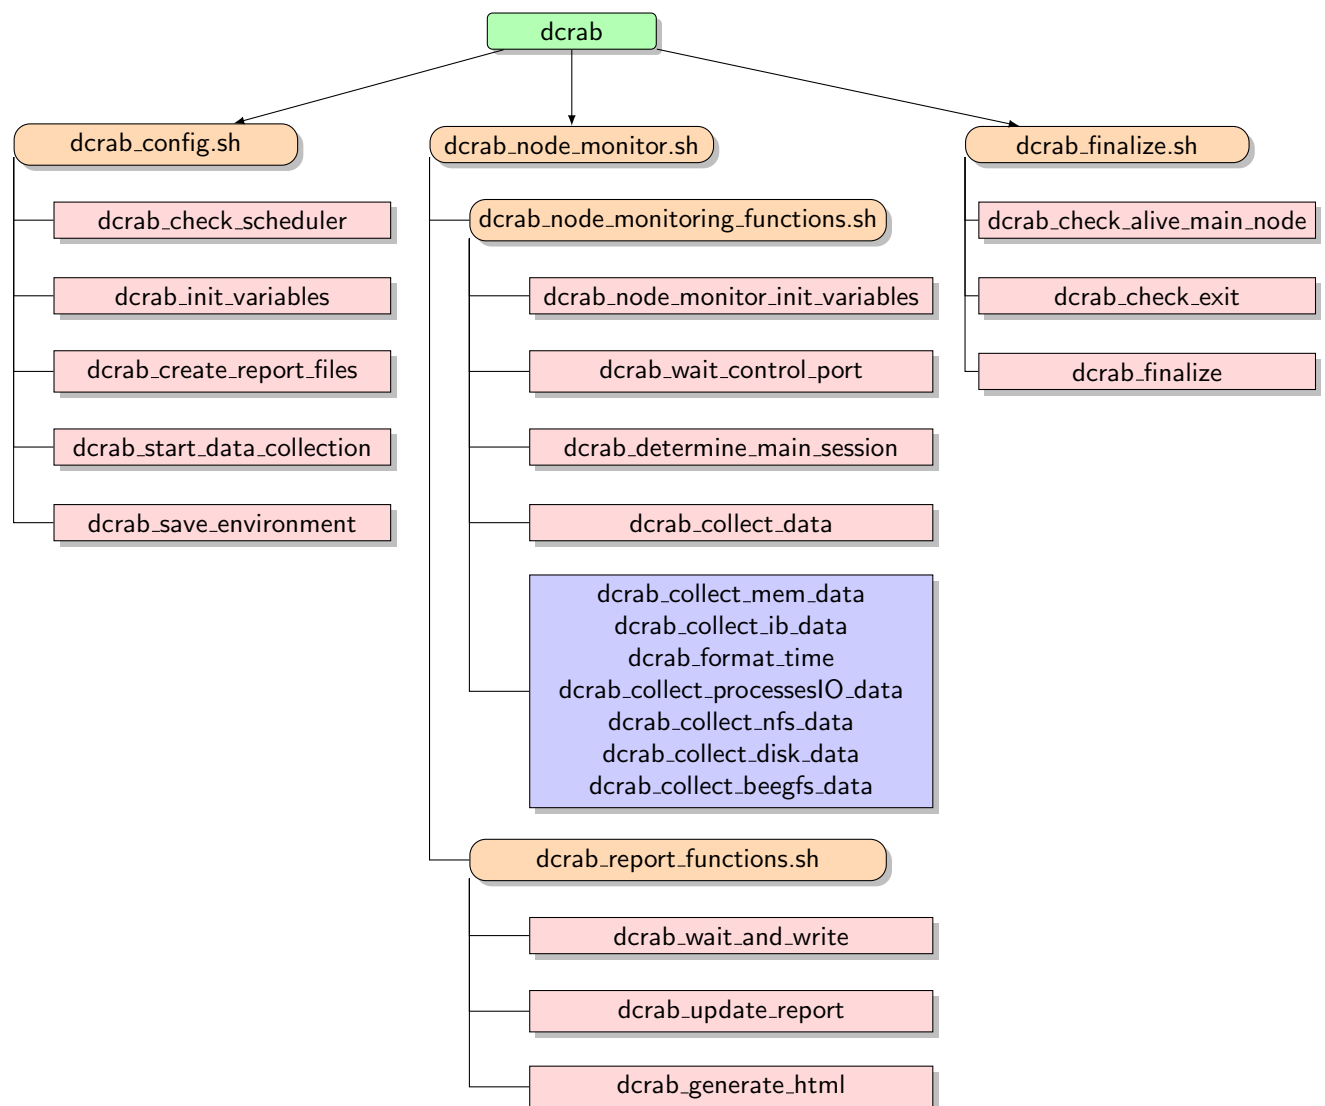 dcrab
dcrab_config.sh
dcrab_check_scheduler
dcrab_init_variables
dcrab_create_report_files
dcrab_start_data_collection
dcrab_save_environment
dcrab_node_monitor.sh
dcrab_node_monitoring_functions.sh
dcrab_node_monitor_init_variables
dcrab_wait_control_port
dcrab_determine_main_session
dcrab_collect_data
dcrab_collect_mem_data
dcrab_collect_ib_data
dcrab_format_time
dcrab_collect_processesIO_data
dcrab_collect_nfs_data
dcrab_collect_disk_data
dcrab_collect_beegfs_data
dcrab_report_functions.sh
dcrab_wait_and_write
dcrab_update_report
dcrab_generate_html
dcrab_finalize.sh
dcrab_check_alive_main_node
dcrab_check_exit
dcrab_finalize